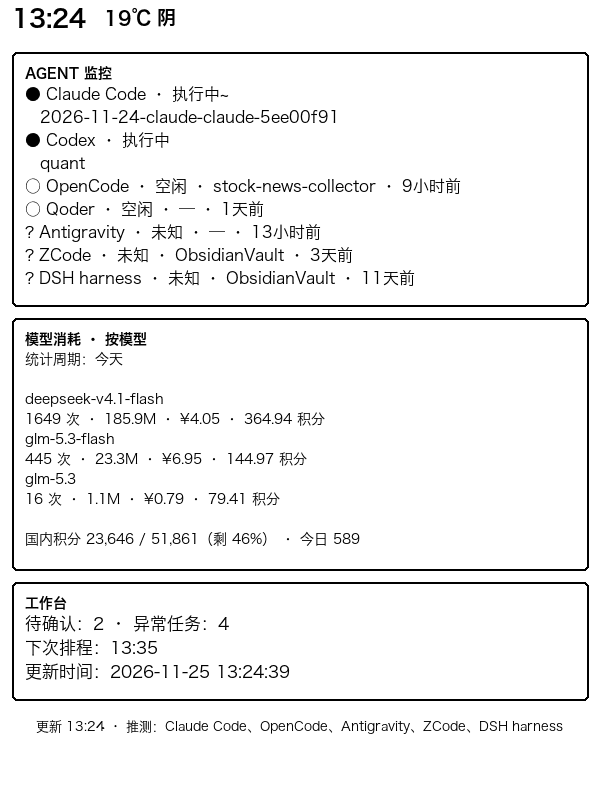 13:24 19℃ 阴
AGENT 监控
● Claude Code · 执行中~
2026-11-24-claude-claude-5ee00f91
● Codex · 执行中
quant
○ OpenCode · 空闲 · stock-news-collector · 9小时前
○ Qoder · 空闲 · — · 1天前
? Antigravity · 未知 · — · 13小时前
? ZCode · 未知 · ObsidianVault · 3天前
? DSH harness · 未知 · ObsidianVault · 11天前
模型消耗 · 按模型
统计周期：今天
deepseek-v4.1-flash
1649 次 · 185.9M · ¥4.05 · 364.94 积分
glm-5.3-flash
445 次 · 23.3M · ¥6.95 · 144.97 积分
glm-5.3
16 次 · 1.1M · ¥0.79 · 79.41 积分
国内积分 23,646 / 51,861（剩 46%） · 今日 589
工作台
待确认：2 · 异常任务：4
下次排程：13:35
更新时间：2026-11-25 13:24:39
更新 13:24 · 推测：Claude Code、OpenCode、Antigravity、ZCode、DSH harness